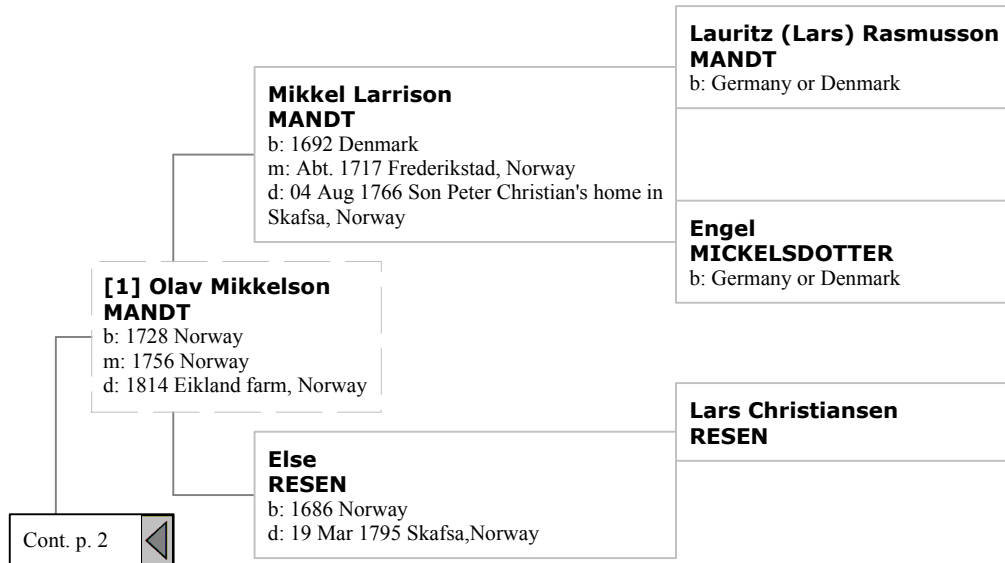 Lauritz (Lars) Rasmusson
MANDT
b: Germany or Denmark
Mikkel Larrison
MANDT
b: 1692 Denmark
m: Abt. 1717 Frederikstad, Norway
d: 04 Aug 1766 Son Peter Christian's home in
Skafsa, Norway
Engel
MICKELSDOTTER
b: Germany or Denmark
[1] Olav Mikkelson
MANDT
b: 1728 Norway
m: 1756 Norway
d: 1814 Eikland farm, Norway
Lars Christiansen
RESEN
Else
RESEN
b: 1686 Norway
d: 19 Mar 1795 Skafsa,Norway
Cont. p. 2